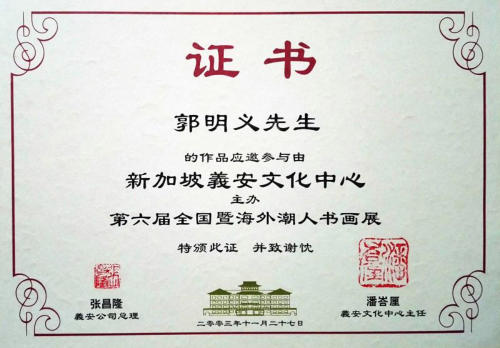 证书
郭明义先生
的作品应邀参与由
新加坡義安文化中心
主办
第六届全国暨海外潮人书画展
特颁此证 并致谢忱
张昌隆
義安公司总理
潘峇厘
義安文化中心主任
二零零三年十一月二十七日